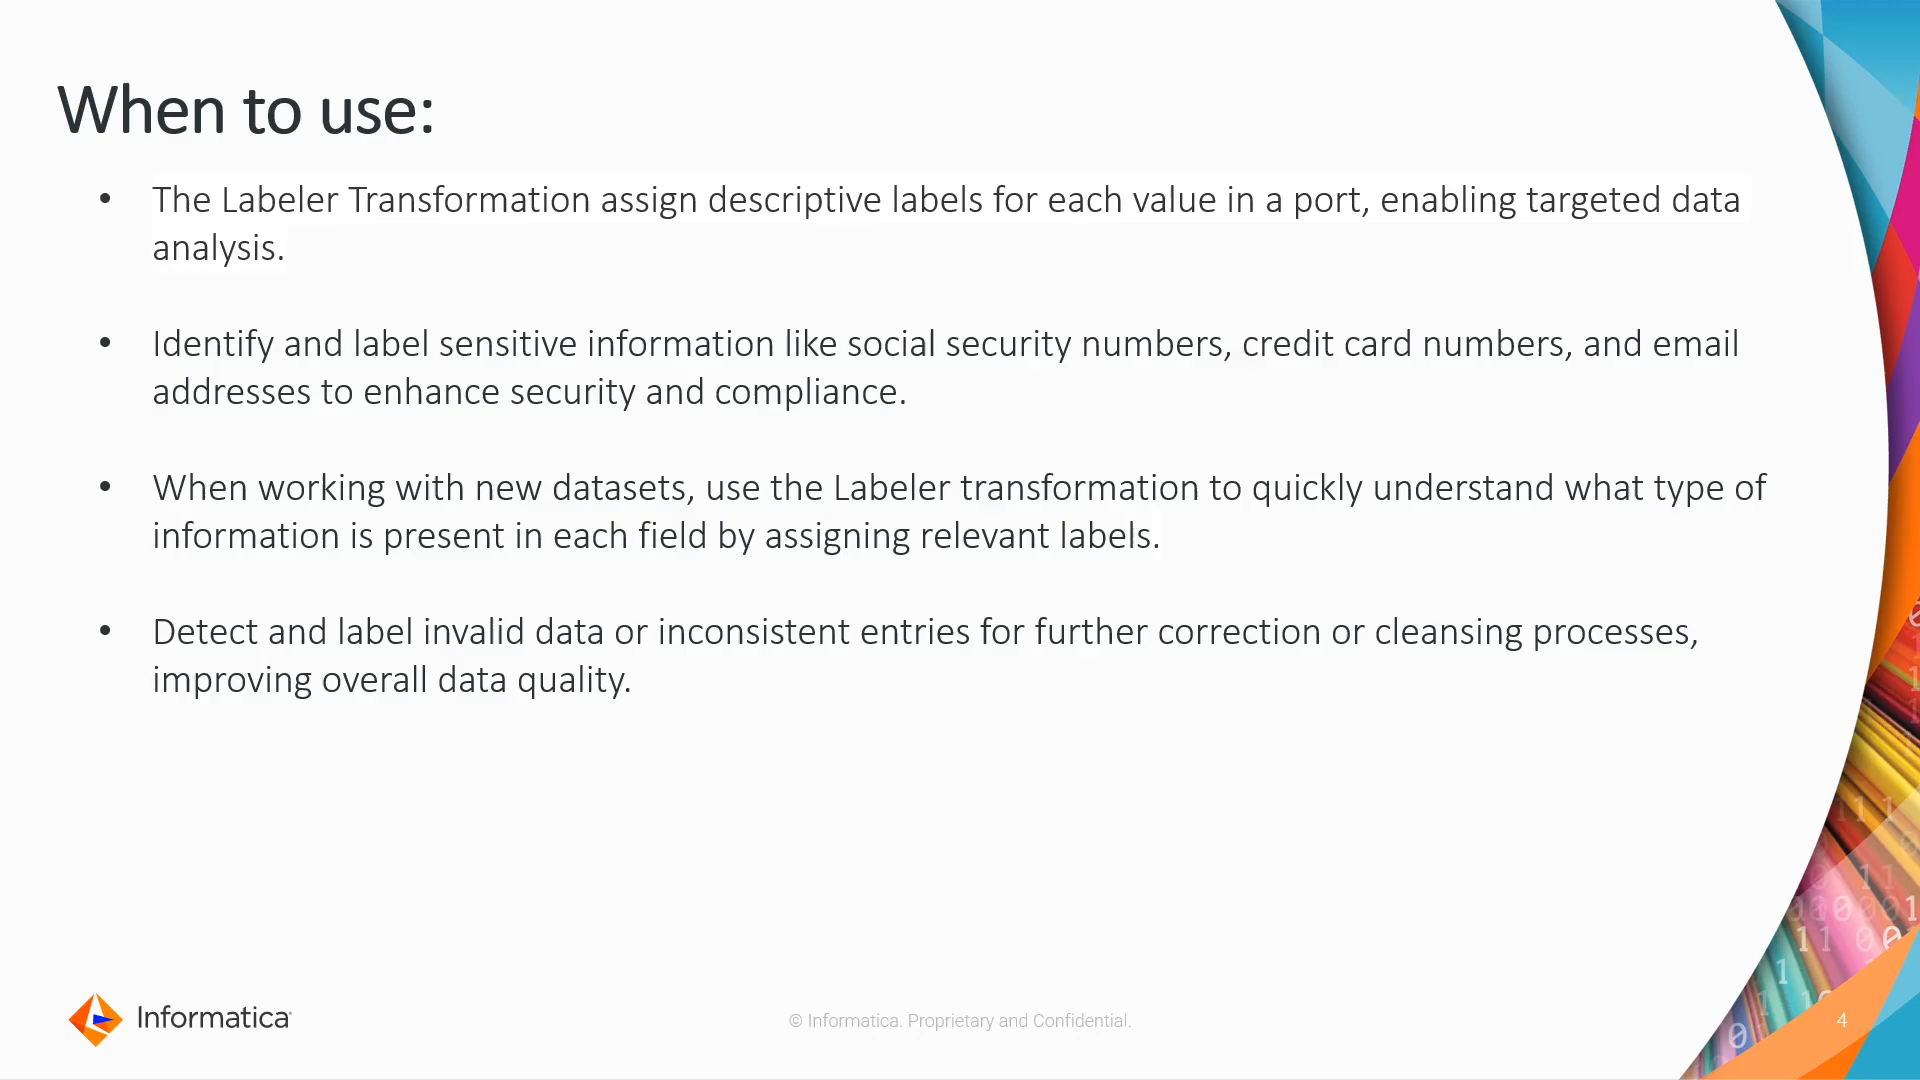 When to use:
• The Labeler Transformation assign descriptive labels for each value in a port, enabling targeted data
analysis.
• Identify and label sensitive information like social security numbers, credit card numbers, and email
addresses to enhance security and compliance.
• When working with new datasets, use the Labeler transformation to quickly understand what type of
information is present in each field by assigning relevant labels.
• Detect and label invalid data or inconsistent entries for further correction or cleansing processes,
improving overall data quality.
Informatica
© Informatica. Proprietary and Confidential.
4